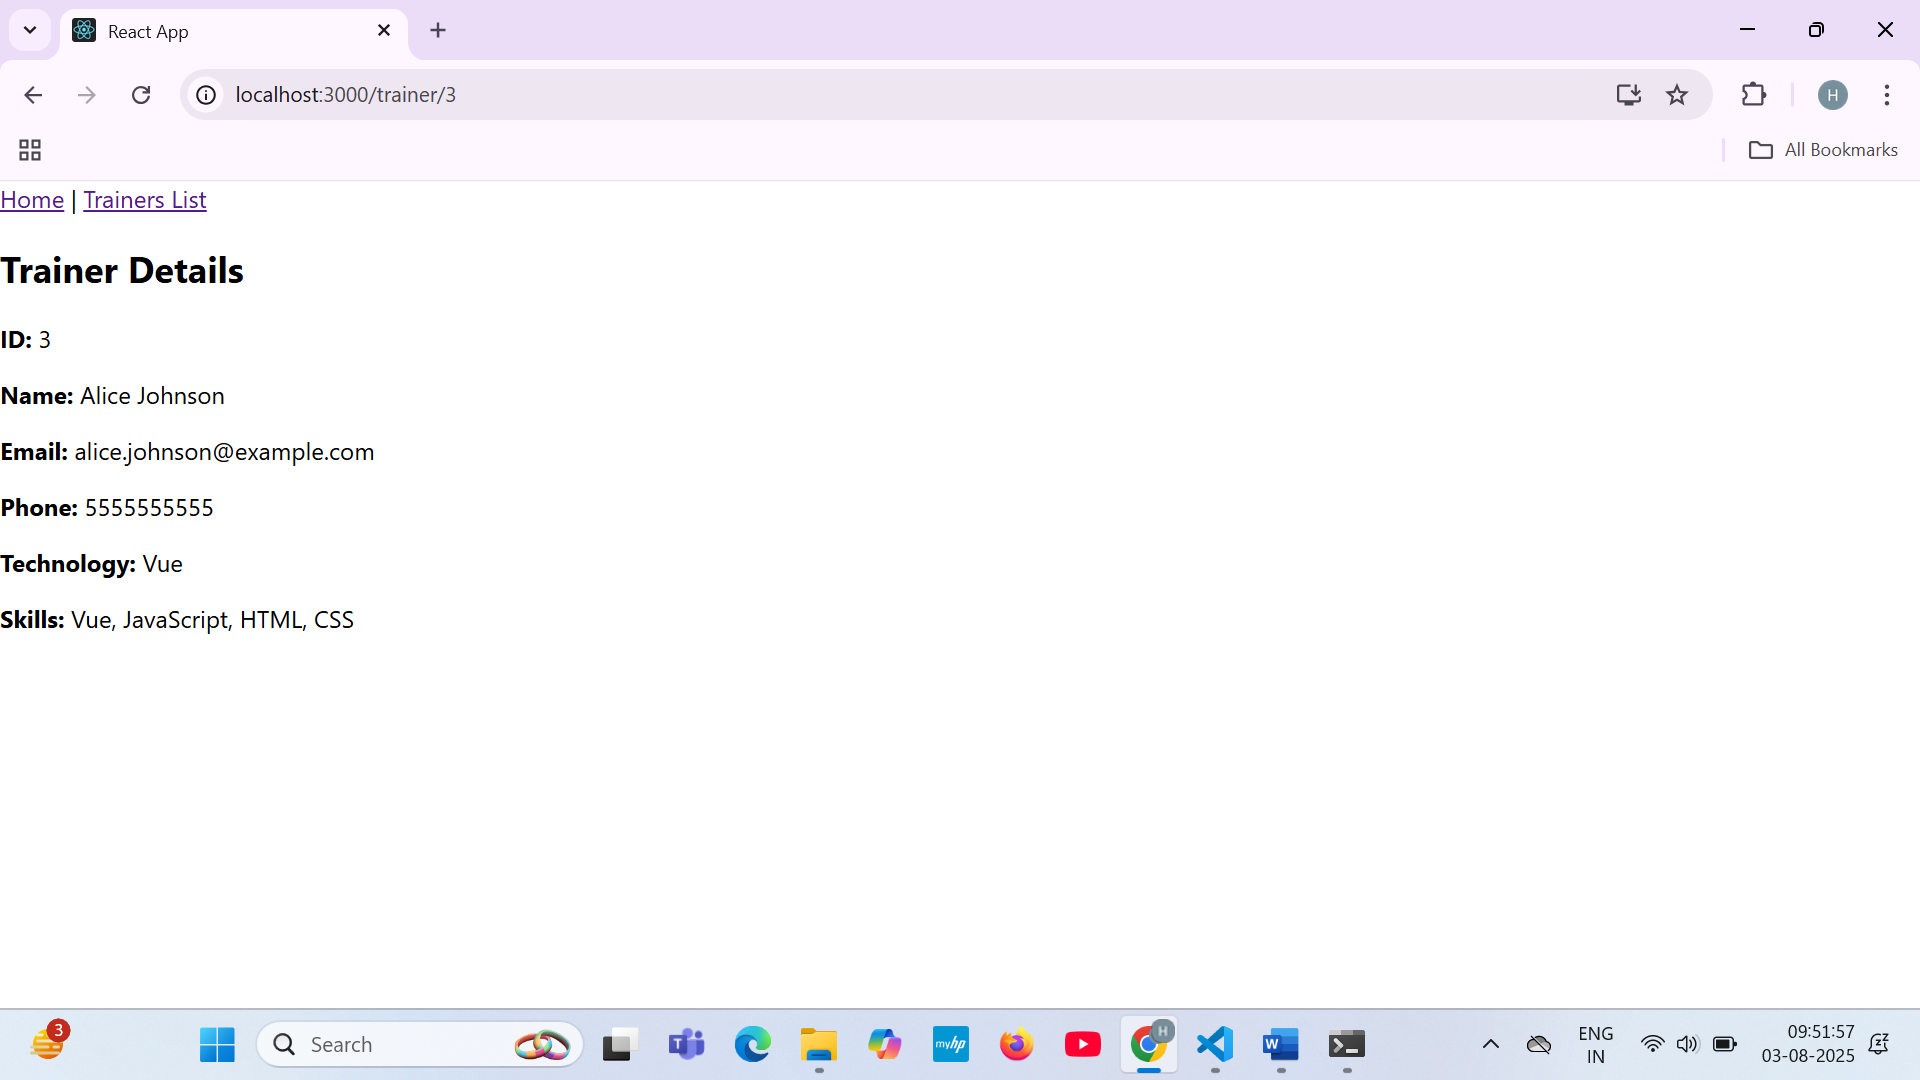 React App
localhost:3000/trainer/3
H
All Bookmarks
Home | Trainers List
Trainer Details
ID: 3
Name: Alice Johnson
Email: alice.johnson@example.com
Phone: 5555555555
Technology: Vue
Skills: Vue, JavaScript, HTML, CSS
3
Search
T
myhp
H
W
ENG
IN
09:51:57
03-08-2025